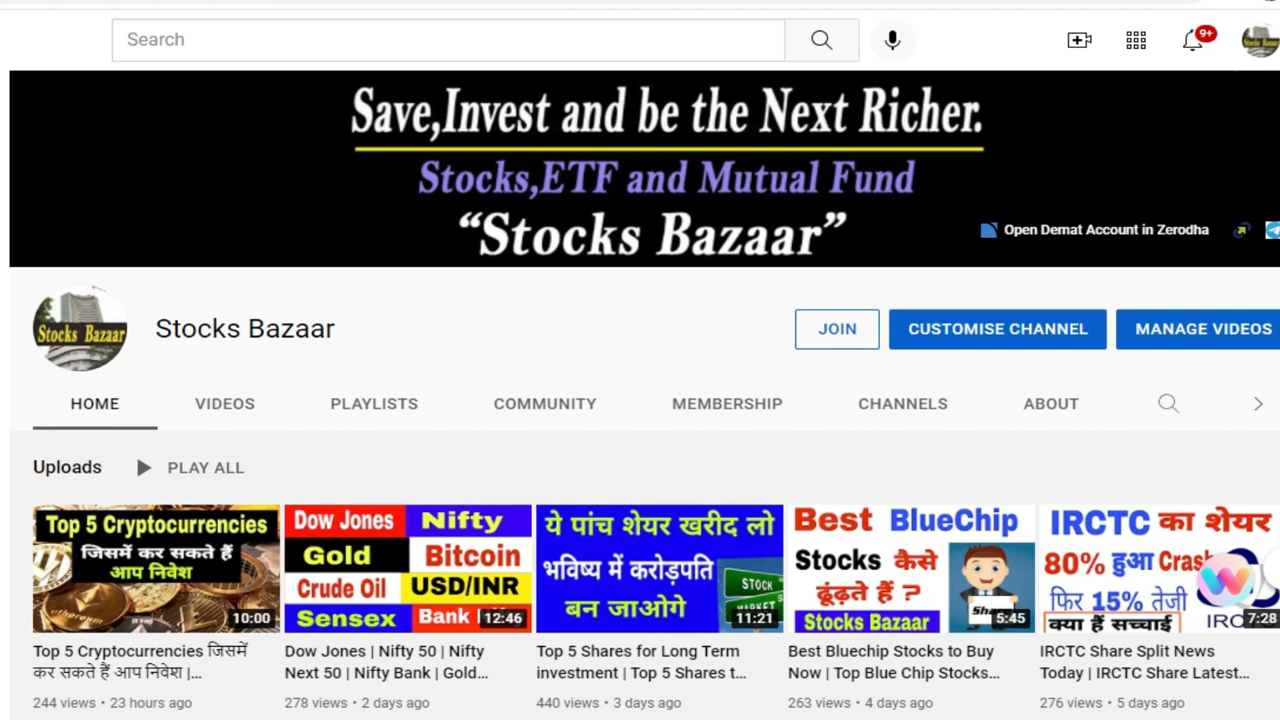 Search
9+
Save,Invest and be the Next Richer.
Stocks,ETF and Mutual Fund
“Stocks Bazaar”
Open Demat Account in Zerodha
Stocks Bazaar
Stocks Bazaar
JOIN
CUSTOMISE CHANNEL
MANAGE VIDEOS
HOME
VIDEOS
PLAYLISTS
COMMUNITY
MEMBERSHIP
CHANNELS
ABOUT
Uploads
PLAY ALL
Top 5 Cryptocurrencies
जिसमें कर सकते हैं
आप निवेश
10:00
Top 5 Cryptocurrencies जिसमें
कर सकते हैं आप निवेश |...
244 views • 23 hours ago
Dow Jones Nifty
Gold Bitcoin
Crude Oil USD/INR
Sensex Bank
12:46
Dow Jones | Nifty 50 | Nifty
Next 50 | Nifty Bank | Gold...
278 views • 2 days ago
ये पांच शेयर खरीद लो
भविष्य में करोड़पति
बन जाओगे
STOCK
MARKET
11:21
Top 5 Shares for Long Term
investment | Top 5 Shares t...
440 views • 3 days ago
Best BlueChip
Stocks कैसे
ढूंढ़ते हैं ?
Stocks Bazaar
5:45
Best Bluechip Stocks to Buy
Now | Top Blue Chip Stocks...
263 views • 4 days ago
IRCTC का शेयर
80% हुआ Cras
फिर 15% तेजी
क्या हैं सच्चाई
IRC
7:28
IRCTC Share Split News
Today | IRCTC Share Latest...
276 views • 5 days ago